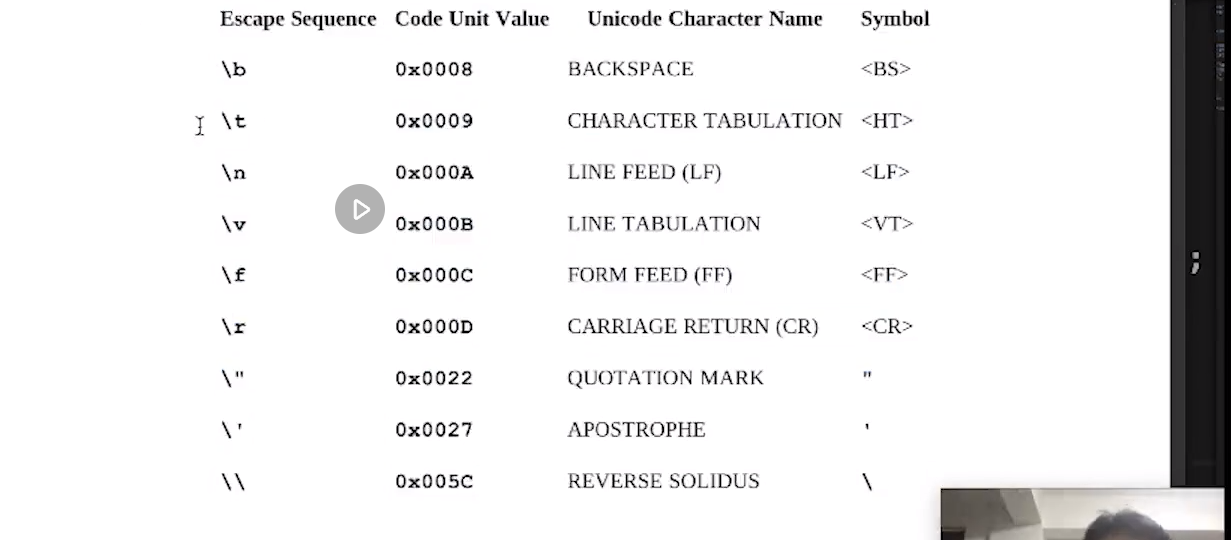 Escape Sequence Code Unit Value Unicode Character Name Symbol
\b 0x0008 BACKSPACE <BS>
\t 0x0009 CHARACTER TABULATION <HT>
\n 0x000A LINE FEED (LF) <LF>
\v 0x000B LINE TABULATION <VT>
\f 0x000C FORM FEED (FF) <FF>
\r 0x000D CARRIAGE RETURN (CR) <CR>
\" 0x0022 QUOTATION MARK "
\' 0x0027 APOSTROPHE '
\\ 0x005C REVERSE SOLIDUS \
;